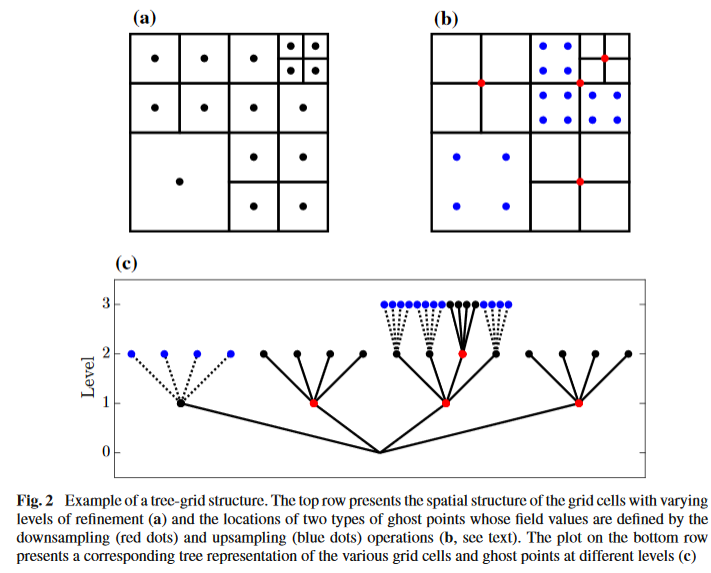 (a)
(b)
(c)
3
2
1
0
Level
Fig. 2 Example of a tree-grid structure. The top row presents the spatial structure of the grid cells with varying
levels of refinement (a) and the locations of two types of ghost points whose field values are defined by the
downsampling (red dots) and upsampling (blue dots) operations (b, see text). The plot on the bottom row
presents a corresponding tree representation of the various grid cells and ghost points at different levels (c)